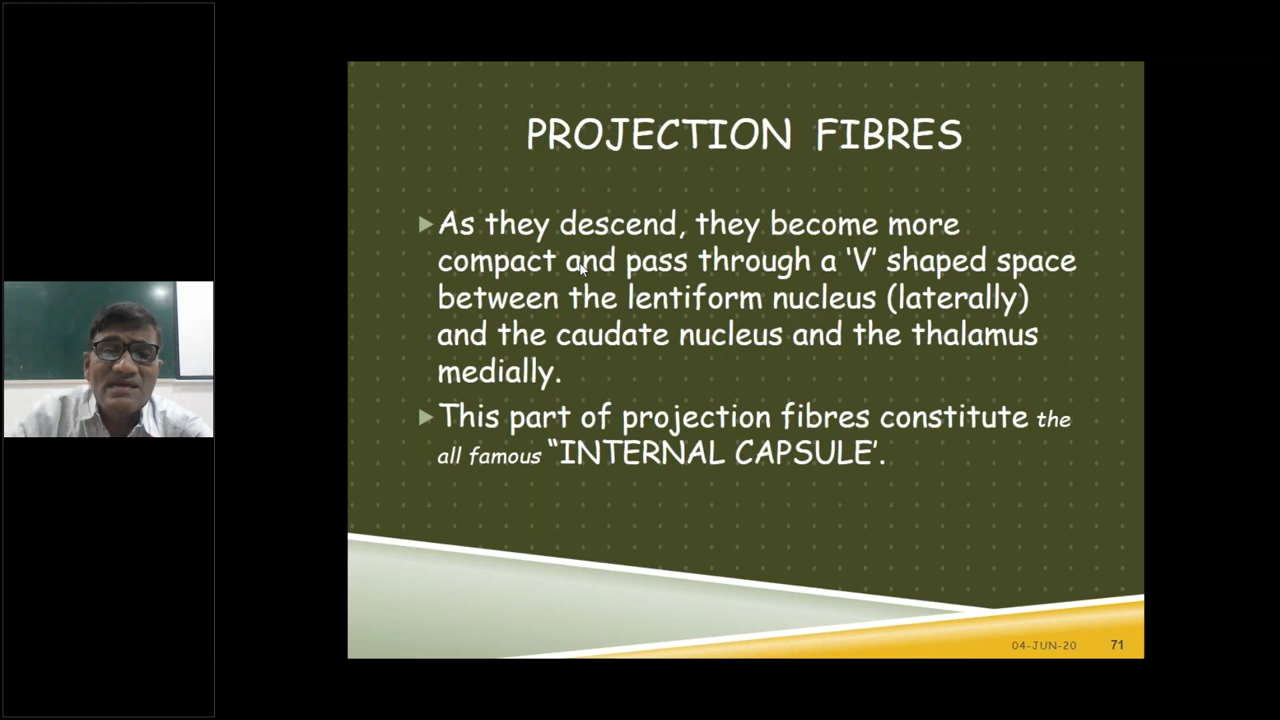 PROJECTION FIBRES
As they descend, they become more
compact and pass through a ‘V’ shaped space
between the lentiform nucleus (laterally)
and the caudate nucleus and the thalamus
medially.
This part of projection fibres constitute the
all famous “INTERNAL CAPSULE’.
04-JUN-20 71